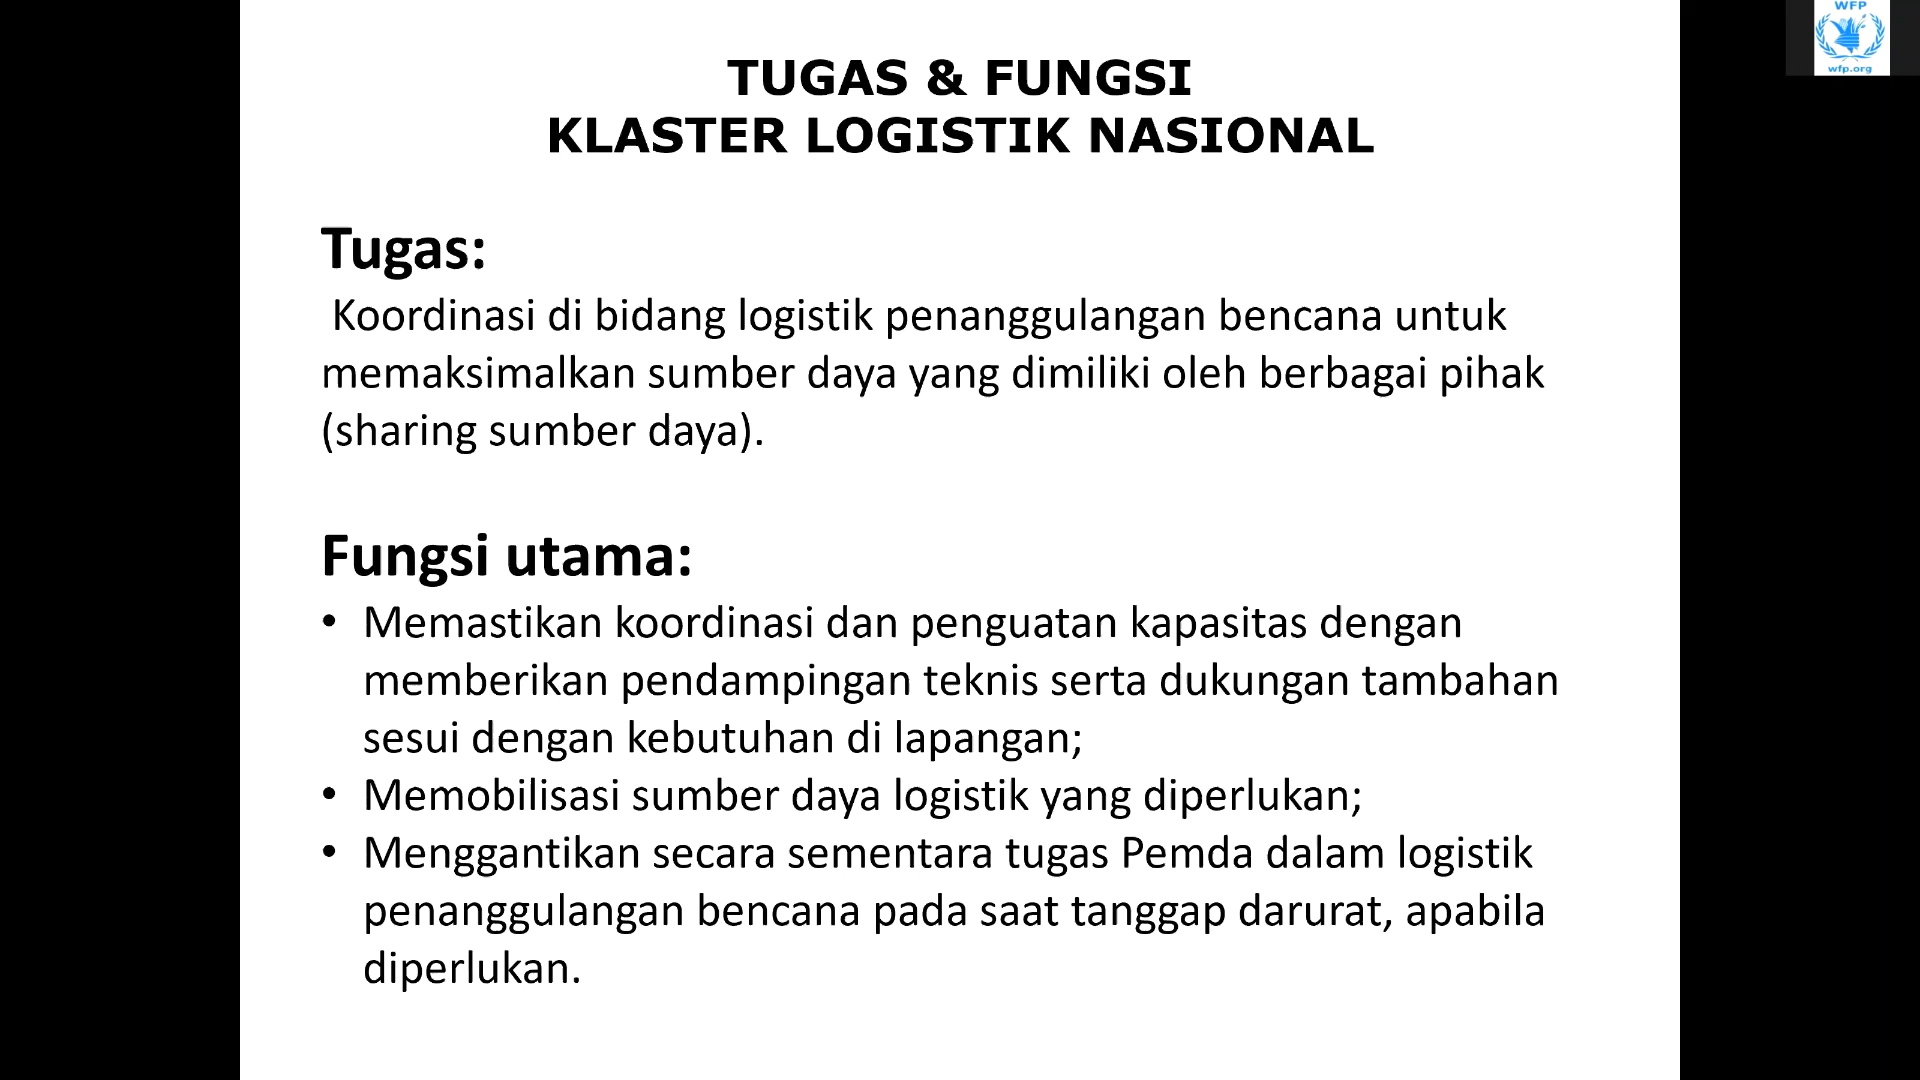 WFP
wfp.org
TUGAS & FUNGSI
KLASTER LOGISTIK NASIONAL
Tugas:
Koordinasi di bidang logistik penanggulangan bencana untuk
memaksimalkan sumber daya yang dimiliki oleh berbagai pihak
(sharing sumber daya).
Fungsi utama:
• Memastikan koordinasi dan penguatan kapasitas dengan
memberikan pendampingan teknis serta dukungan tambahan
sesui dengan kebutuhan di lapangan;
• Memobilisasi sumber daya logistik yang diperlukan;
• Menggantikan secara sementara tugas Pemda dalam logistik
penanggulangan bencana pada saat tanggap darurat, apabila
diperlukan.